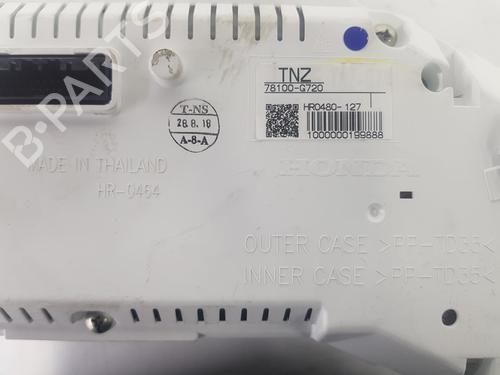 TNZ
78100-G720
HR0480-127
1000000199888
T-NS
28.8.18
A-8-A
MADE IN THAILAND
HR-0464
HONDA
OUTER CASE >PP-TD35<
INNER CASE >PP-TD35<
B-PARTS